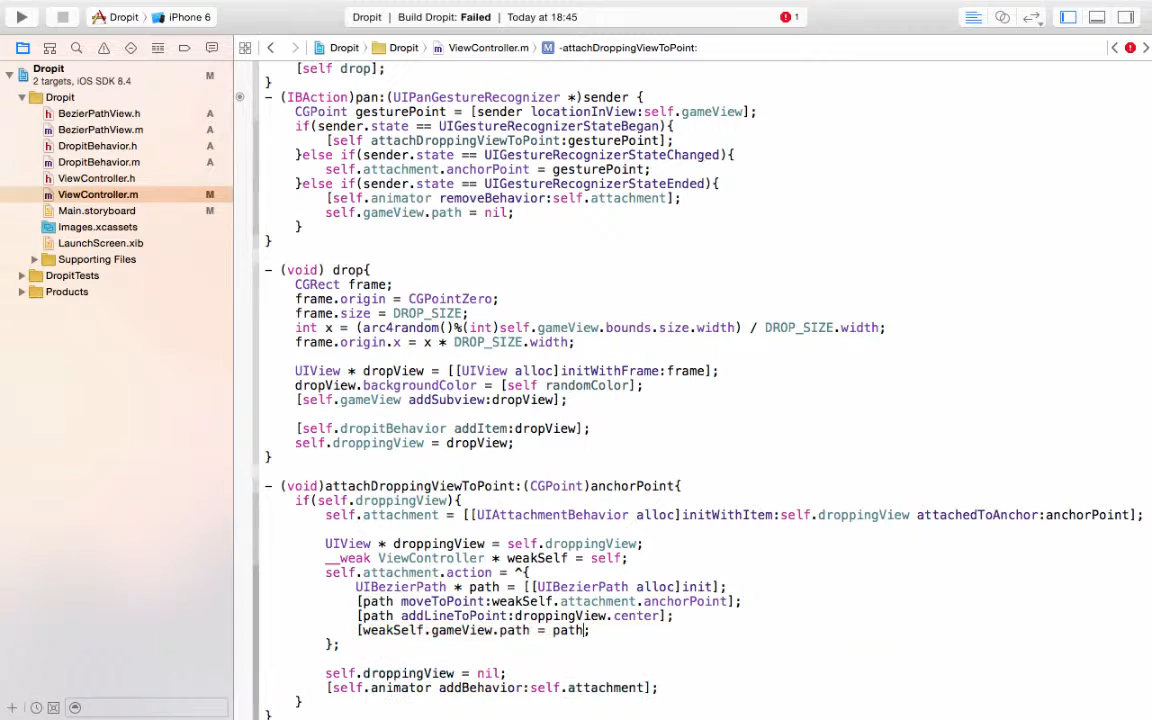 Dropit 〉 iPhone 6
Dropit | Build Dropit: Failed | Today at 18:45
1
Dropit 〉 Dropit 〉 ViewController.m 〉 M -attachDroppingViewToPoint:
Dropit M
2 targets, iOS SDK 8.4
Dropit
BezierPathView.h A
BezierPathView.m A
DropitBehavior.h A
DropitBehavior.m A
ViewController.h
ViewController.m M
Main.storyboard M
Images.xcassets
LaunchScreen.xib
Supporting Files
DropitTests
Products
[self drop];
}
- (IBAction)pan:(UIPanGestureRecognizer *)sender {
CGPoint gesturePoint = [sender locationInView:self.gameView];
if(sender.state == UIGestureRecognizerStateBegan){
[self attachDroppingViewToPoint:gesturePoint];
}else if(sender.state == UIGestureRecognizerStateChanged){
self.attachment.anchorPoint = gesturePoint;
}else if(sender.state == UIGestureRecognizerStateEnded){
[self.animator removeBehavior:self.attachment];
self.gameView.path = nil;
}
}
- (void) drop{
CGRect frame;
frame.origin = CGPointZero;
frame.size = DROP_SIZE;
int x = (arc4random()%(int)self.gameView.bounds.size.width) / DROP_SIZE.width;
frame.origin.x = x * DROP_SIZE.width;
UIView * dropView = [[UIView alloc]initWithFrame:frame];
dropView.backgroundColor = [self randomColor];
[self.gameView addSubview:dropView];
[self.dropitBehavior addItem:dropView];
self.droppingView = dropView;
}
- (void)attachDroppingViewToPoint:(CGPoint)anchorPoint{
if(self.droppingView){
self.attachment = [[UIAttachmentBehavior alloc]initWithItem:self.droppingView attachedToAnchor:anchorPoint];
UIView * droppingView = self.droppingView;
__weak ViewController * weakSelf = self;
self.attachment.action = ^{
UIBezierPath * path = [[UIBezierPath alloc]init];
[path moveToPoint:weakSelf.attachment.anchorPoint];
[path addLineToPoint:droppingView.center];
[weakSelf.gameView.path = path;
};
self.droppingView = nil;
[self.animator addBehavior:self.attachment];
}
}